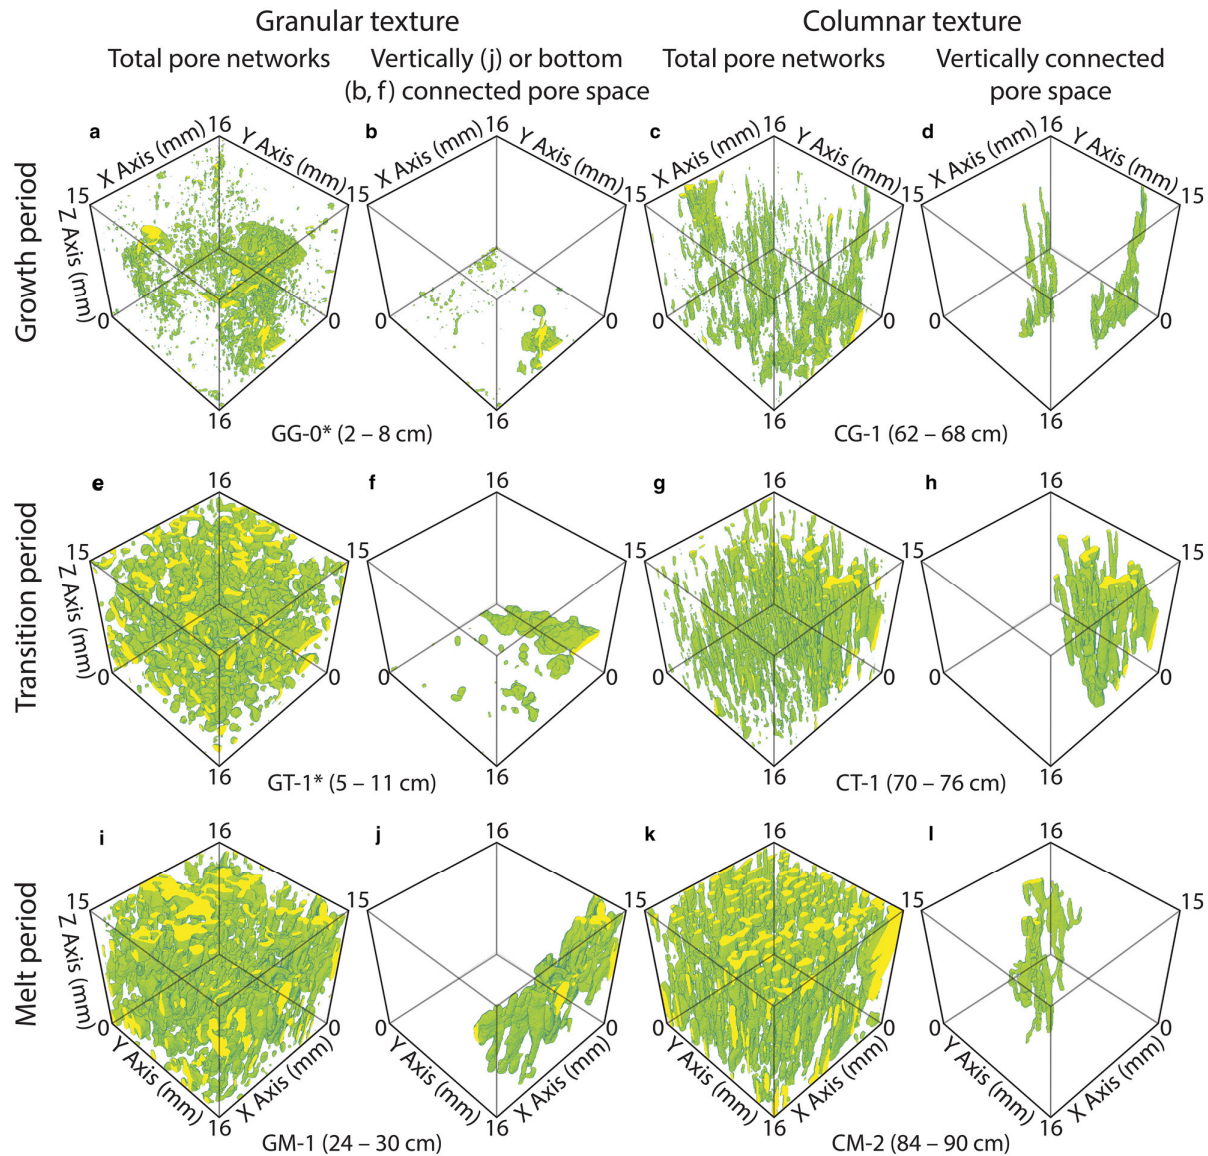 Granular texture
Columnar texture
Total pore networks
Vertically (j) or bottom
(b, f) connected pore space
Total pore networks
Vertically connected
pore space
Growth period
a
16
X Axis (mm)
Y Axis (mm)
15
Z Axis (mm)
0
0
16
b
16
X Axis (mm)
Y Axis (mm)
15
0
0
16
GG-0* (2 – 8 cm)
c
16
X Axis (mm)
Y Axis (mm)
15
0
0
16
d
16
X Axis (mm)
Y Axis (mm)
15
0
0
16
CG-1 (62 – 68 cm)
Transition period
e
16
15
Z Axis (mm)
0
0
16
f
16
15
0
0
16
GT-1* (5 – 11 cm)
g
16
15
0
0
16
h
16
15
0
0
16
CT-1 (70 – 76 cm)
Melt period
i
16
15
Z Axis (mm)
0
0
Y Axis (mm)
X Axis (mm)
16
j
16
15
0
0
Y Axis (mm)
X Axis (mm)
16
GM-1 (24 – 30 cm)
k
16
15
0
0
Y Axis (mm)
X Axis (mm)
16
l
16
15
0
0
Y Axis (mm)
X Axis (mm)
16
CM-2 (84 – 90 cm)